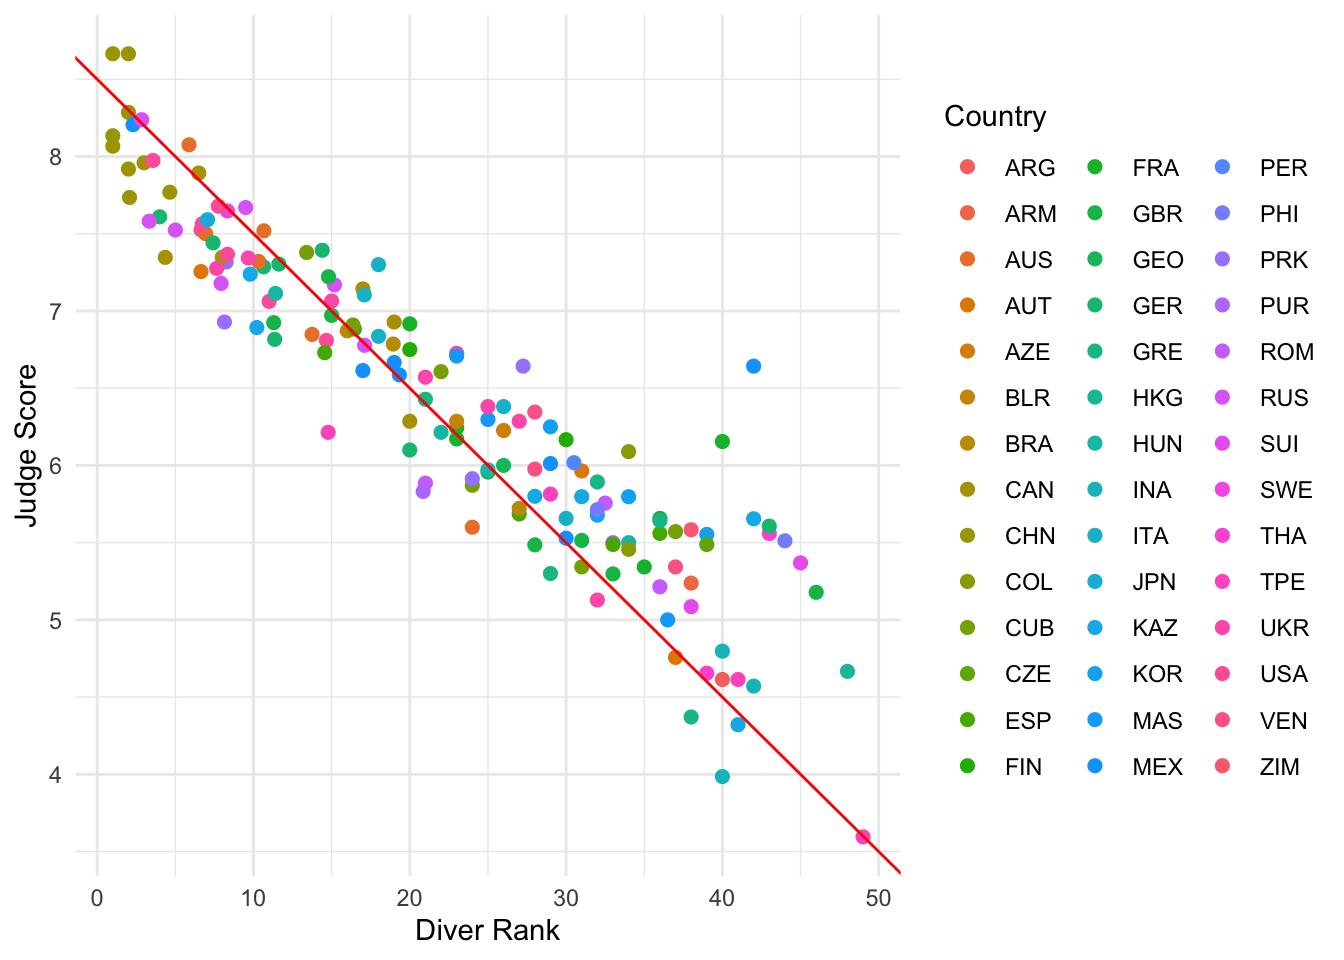 Country
ARG FRA PER
ARM GBR PHI
AUS GEO PRK
AUT GER PUR
AZE GRE ROM
BLR HKG RUS
BRA HUN SUI
CAN INA SWE
CHN ITA THA
COL JPN TPE
CUB KAZ UKR
CZE KOR USA
ESP MAS VEN
FIN MEX ZIM
Judge Score
8
7
6
5
4
0 10 20 30 40 50
Diver Rank